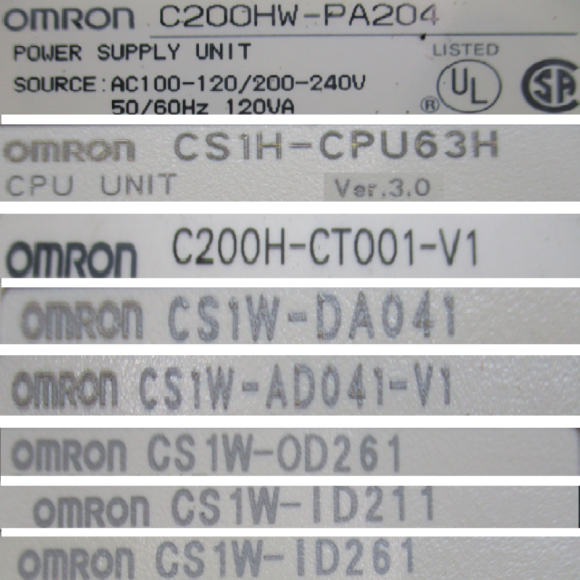 OMRON C200HW-PA204
POWER SUPPLY UNIT LISTED
SOURCE:AC100-120/200-240V
50/60Hz 120VA ® UL SA
OMRON CS1H-CPU63H
CPU UNIT Ver.3.0
OMRON C200H-CT001-V1
OMRON CS1W-DA041
OMRON CS1W-AD041-V1
OMRON CS1W-OD261
OMRON CS1W-ID211
OMRON CS1W-ID261